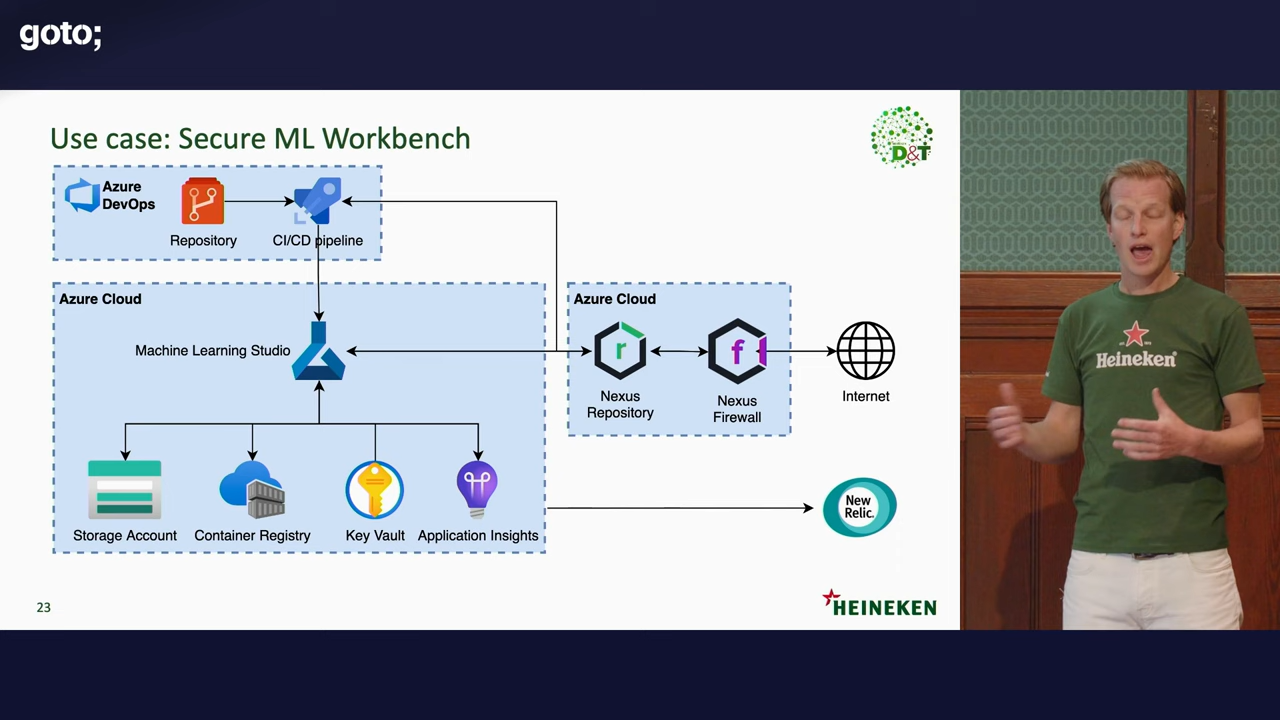 goto;
Use case: Secure ML Workbench
D&T
Azure
DevOps
Repository
CI/CD pipeline
Azure Cloud
Machine Learning Studio
Storage Account
Container Registry
Key Vault
Application Insights
Azure Cloud
r
f
Nexus
Repository
Nexus
Firewall
Internet
New
Relic.
23
HEINEKEN
Heineken